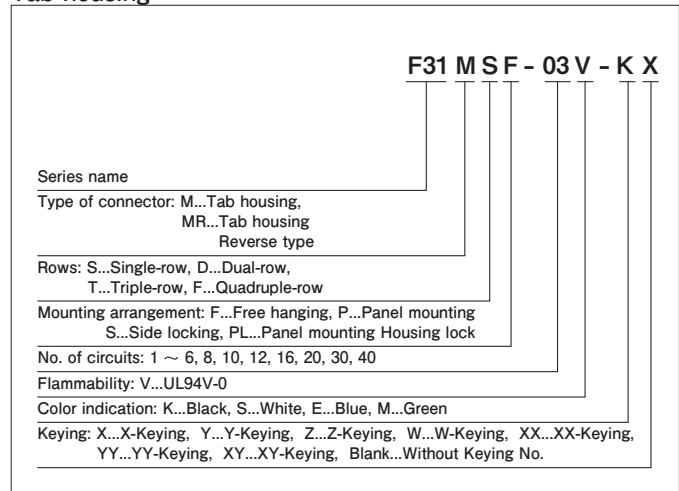 Tab housing
F31 M S F - 03 V - K X
Series name
Type of connector: M...Tab housing,
MR...Tab housing
Reverse type
Rows: S...Single-row, D...Dual-row,
T...Triple-row, F...Quadruple-row
Mounting arrangement: F...Free hanging, P...Panel mounting
S...Side locking, PL...Panel mounting Housing lock
No. of circuits: 1 ～ 6, 8, 10, 12, 16, 20, 30, 40
Flammability: V...UL94V-0
Color indication: K...Black, S...White, E...Blue, M...Green
Keying: X...X-Keying, Y...Y-Keying, Z...Z-Keying, W...W-Keying, XX...XX-Keying,
YY...YY-Keying, XY...XY-Keying, Blank...Without Keying No.